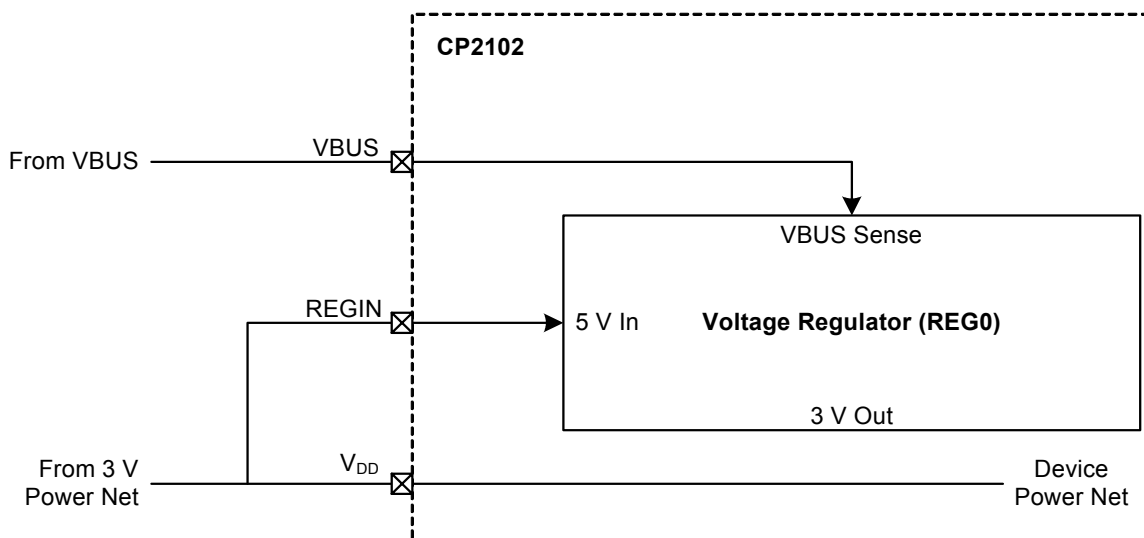 CP2102
From VBUS
VBUS
VBUS Sense
REGIN
5 V In
Voltage Regulator (REG0)
3 V Out
From 3 V
Power Net
VDD
Device
Power Net